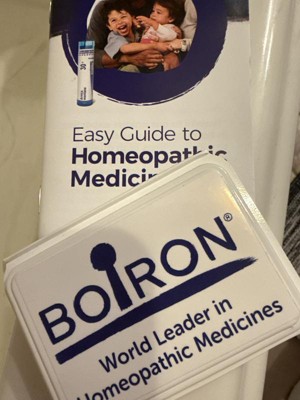 Easy Guide to
Homeopathic
BOIRON®
World Leader in
Homeopathic Medicines